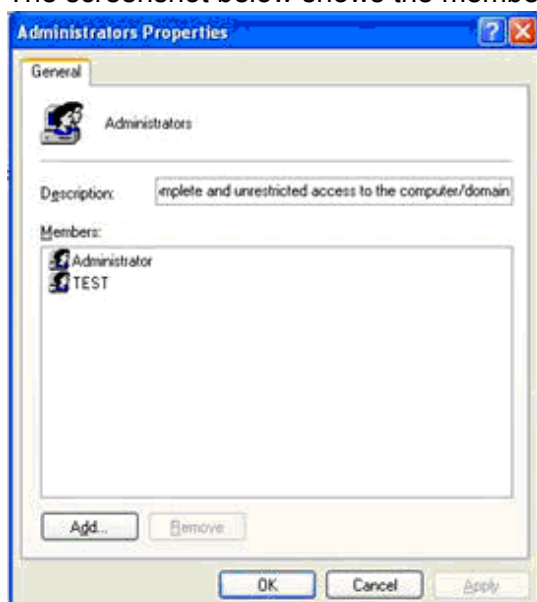 The screenshot below shows the membe
Administrators Properties
General
Administrators
Description:
omplete and unrestricted access to the computer/domain
Members:
Administrator
TEST
Add...
Remove
OK
Cancel
Apply